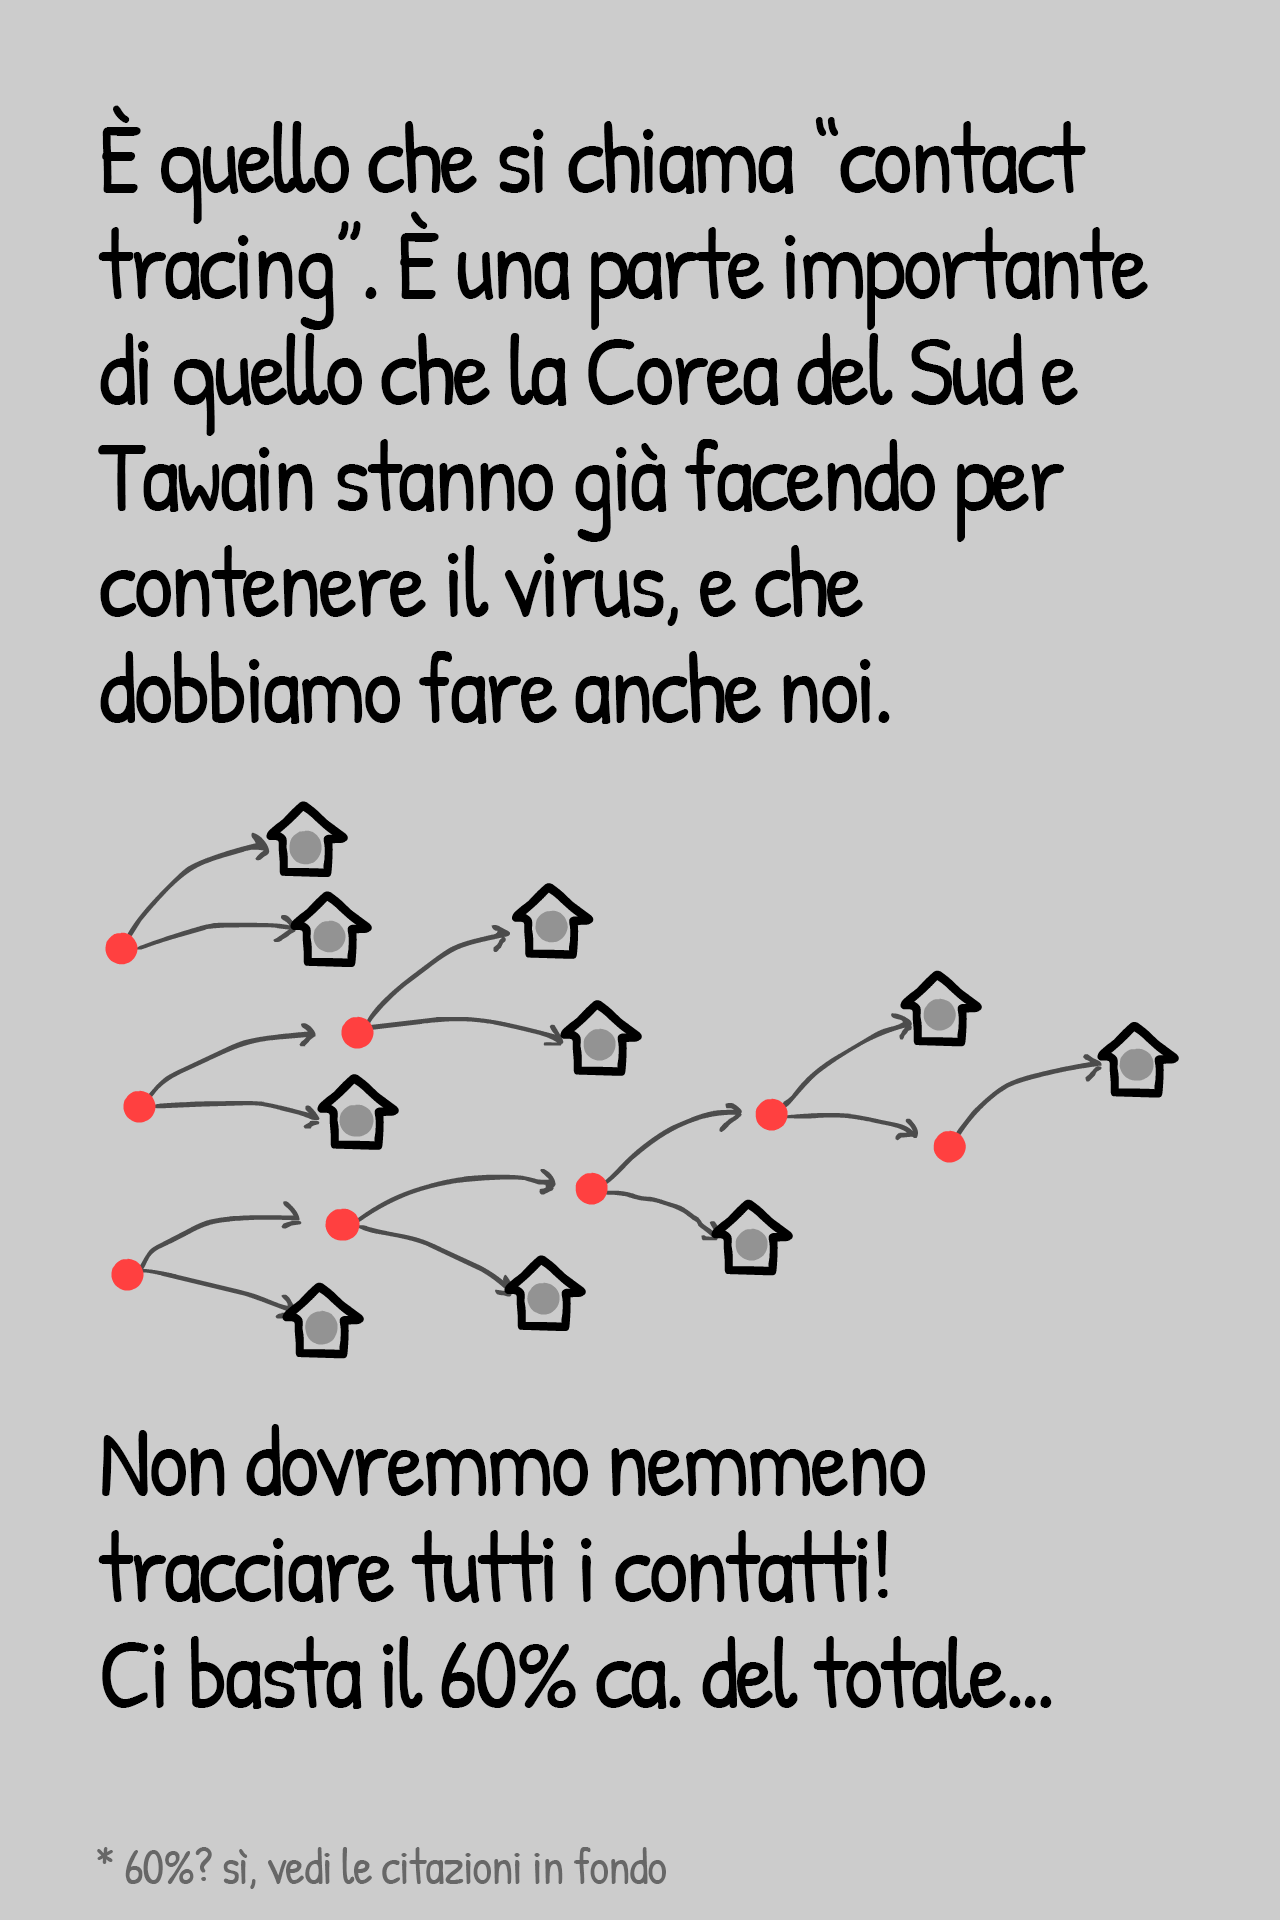 È quello che si chiama “contact
tracing”. È una parte importante
di quello che la Corea del Sud e
Tawain stanno già facendo per
contenere il virus, e che
dobbiamo fare anche noi.
Non dovremmo nemmeno
tracciare tutti i contatti!
Ci basta il 60% ca. del totale...
* 60%? sì, vedi le citazioni in fondo